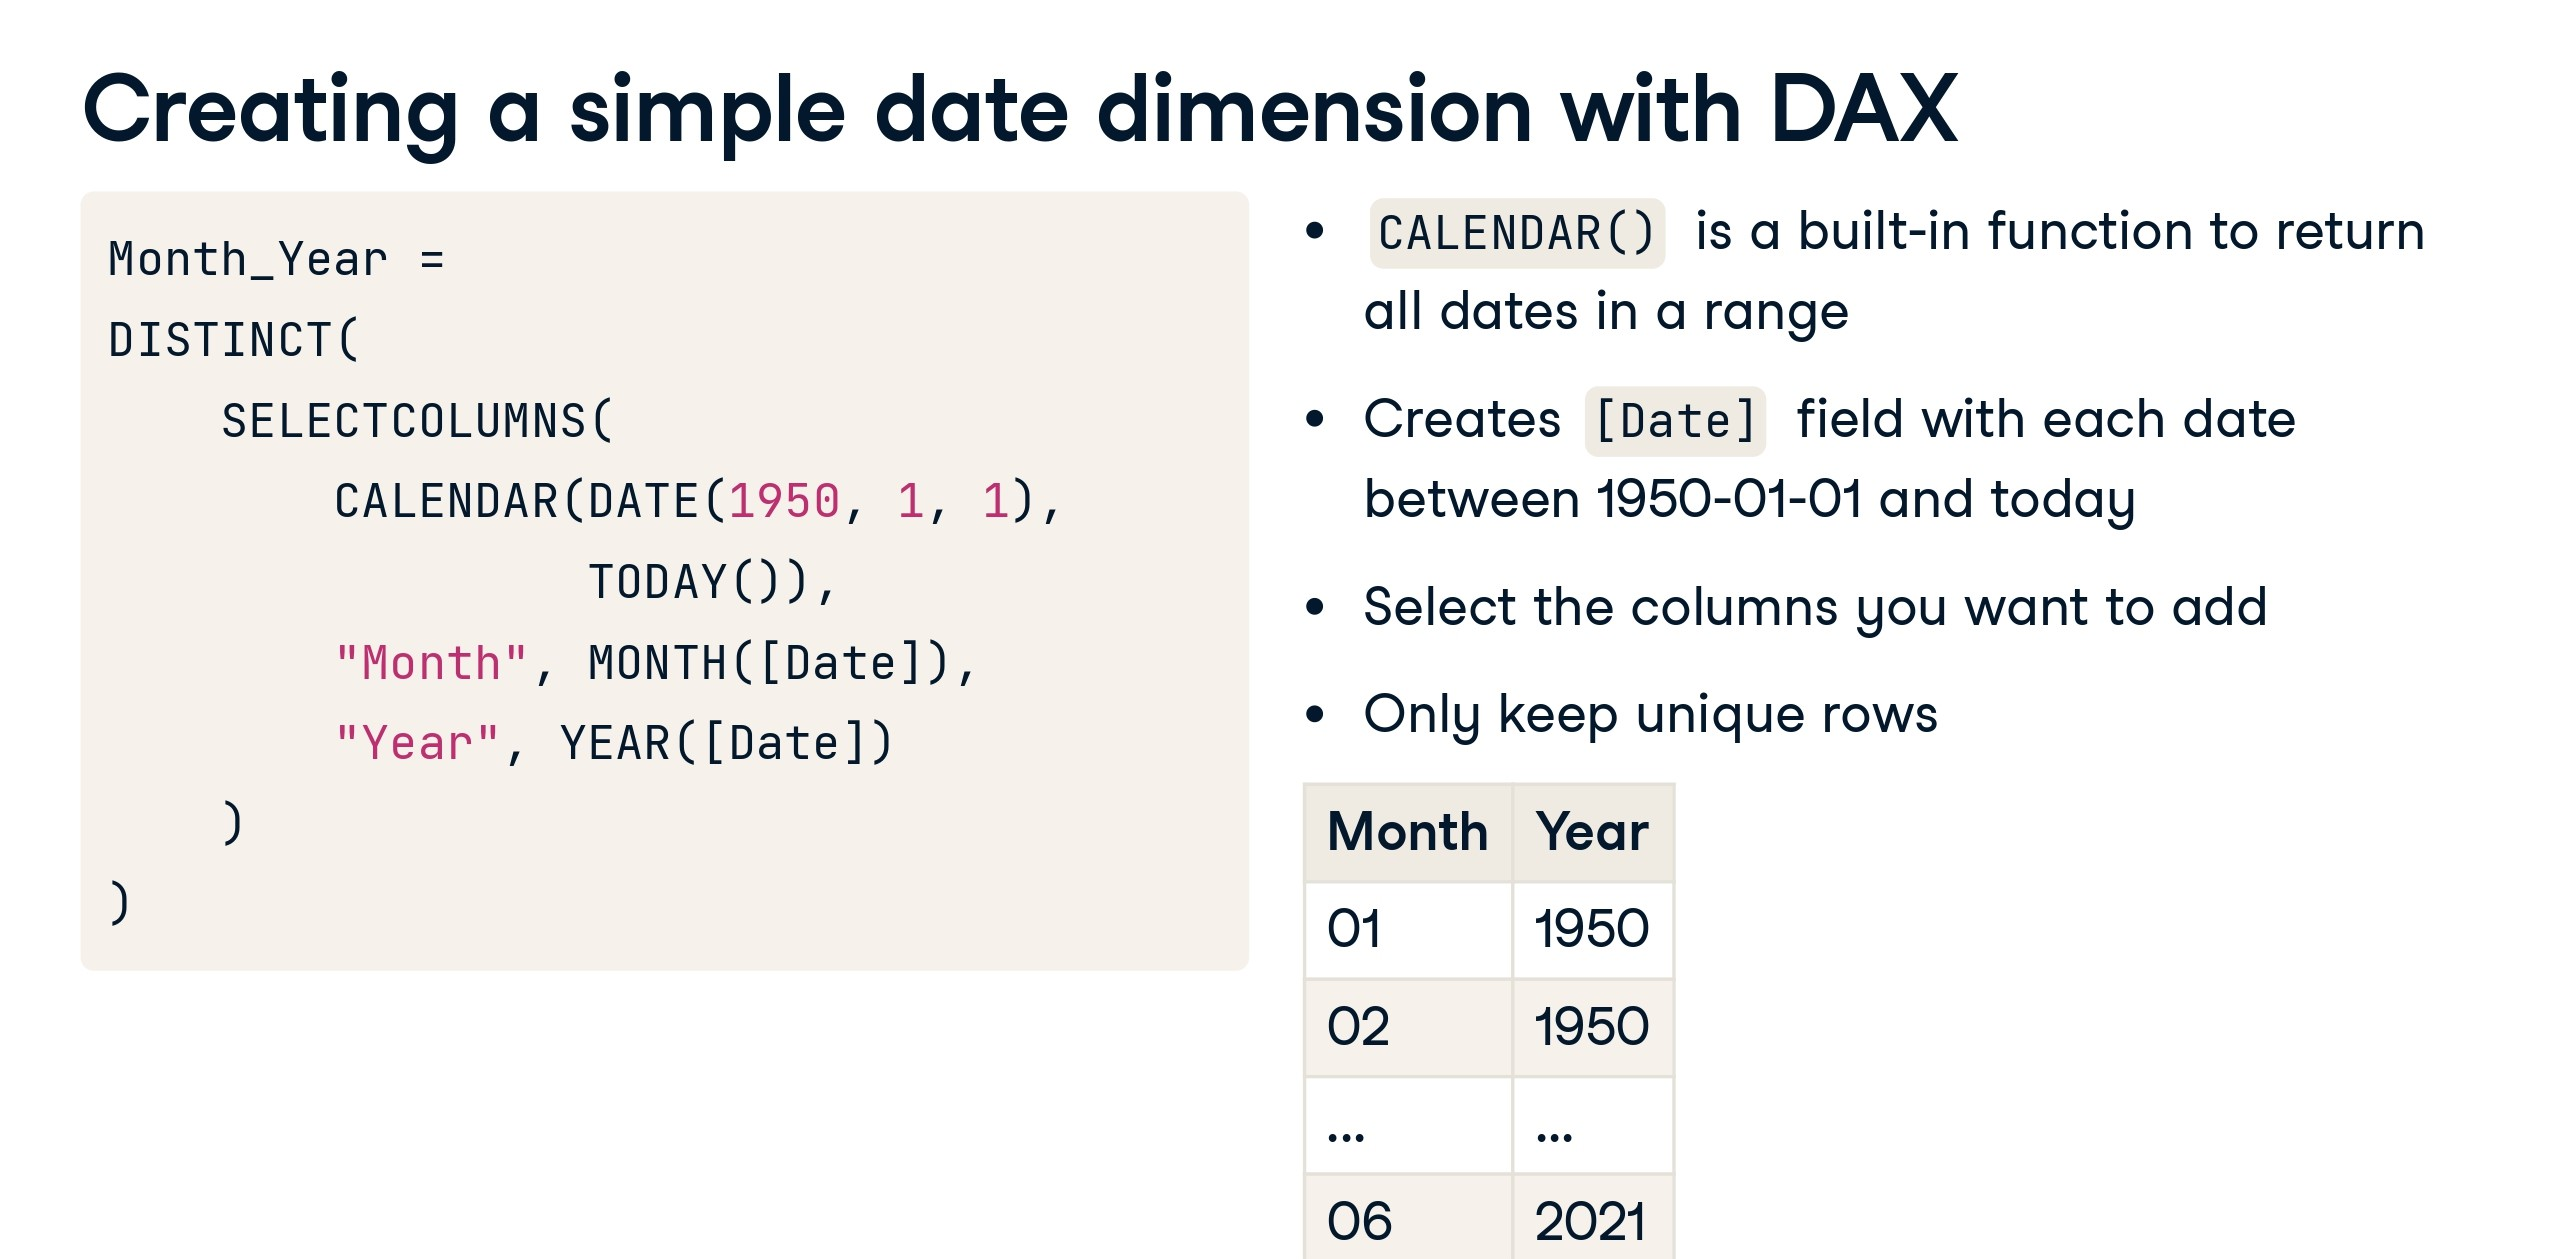 Creating a simple date dimension with DAX
Month_Year =
DISTINCT(
    SELECTCOLUMNS(
        CALENDAR(DATE(1950, 1, 1),
                 TODAY()),
        "Month", MONTH([Date]),
        "Year", YEAR([Date])
    )
)
• CALENDAR() is a built-in function to return
all dates in a range
• Creates [Date] field with each date
between 1950-01-01 and today
• Select the columns you want to add
• Only keep unique rows
Month Year
01 1950
02 1950
... ...
06 2021